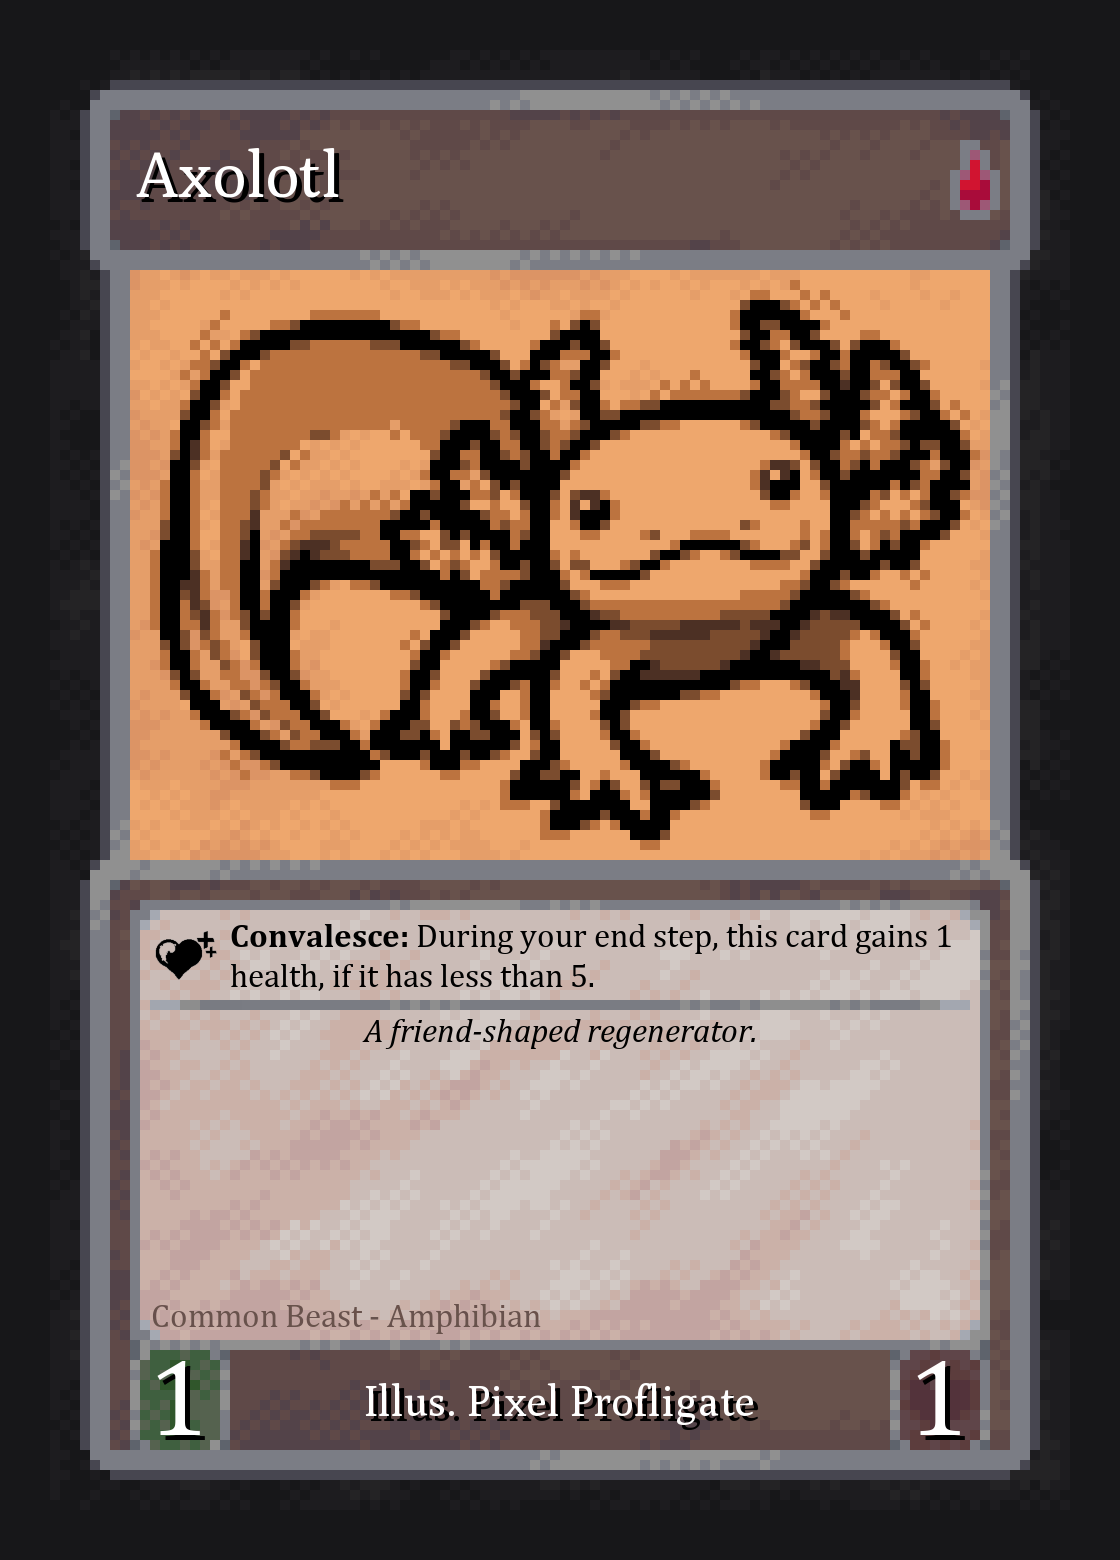 Axolotl
Convalesce: During your end step, this card gains 1
health, if it has less than 5.
A friend-shaped regenerator.
Common Beast - Amphibian
1 Illus. Pixel Profligate 1